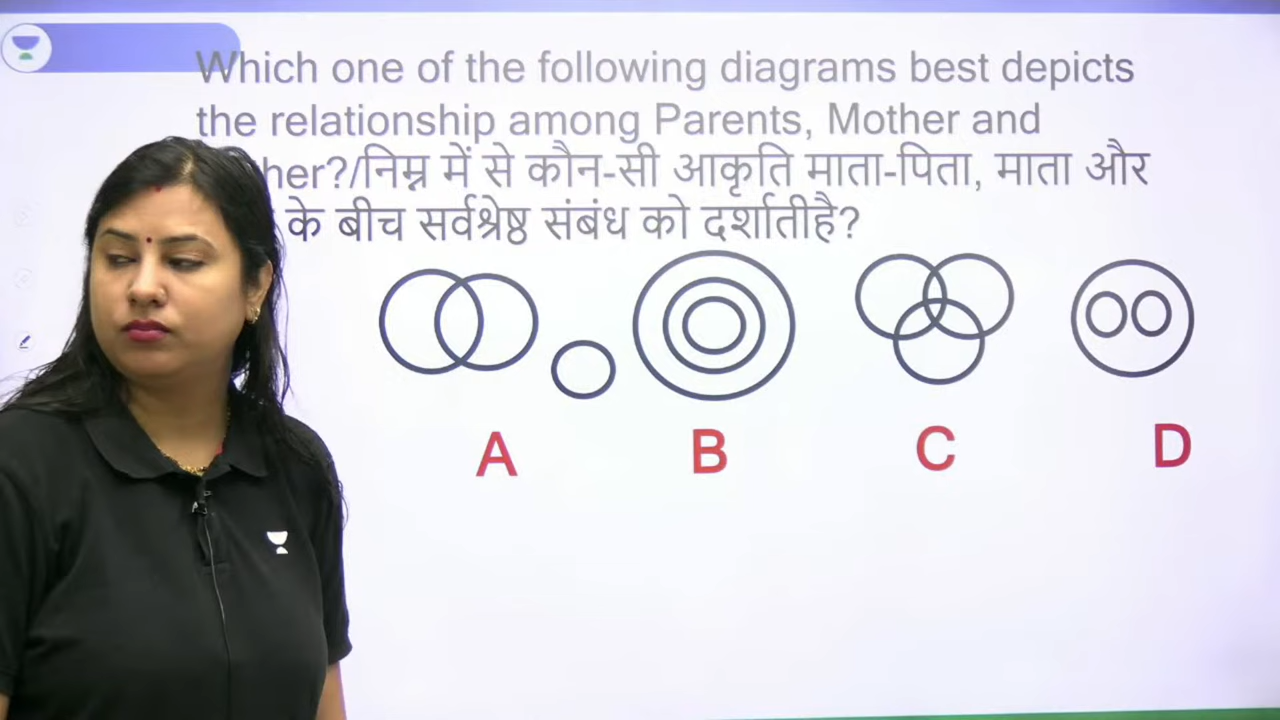 Which one of the following diagrams best depicts
the relationship among Parents, Mother and
her?/निम्न में से कौन-सी आकृति माता-पिता, माता और
के बीच सर्वश्रेष्ठ संबंध को दर्शातीहै?
A B C D